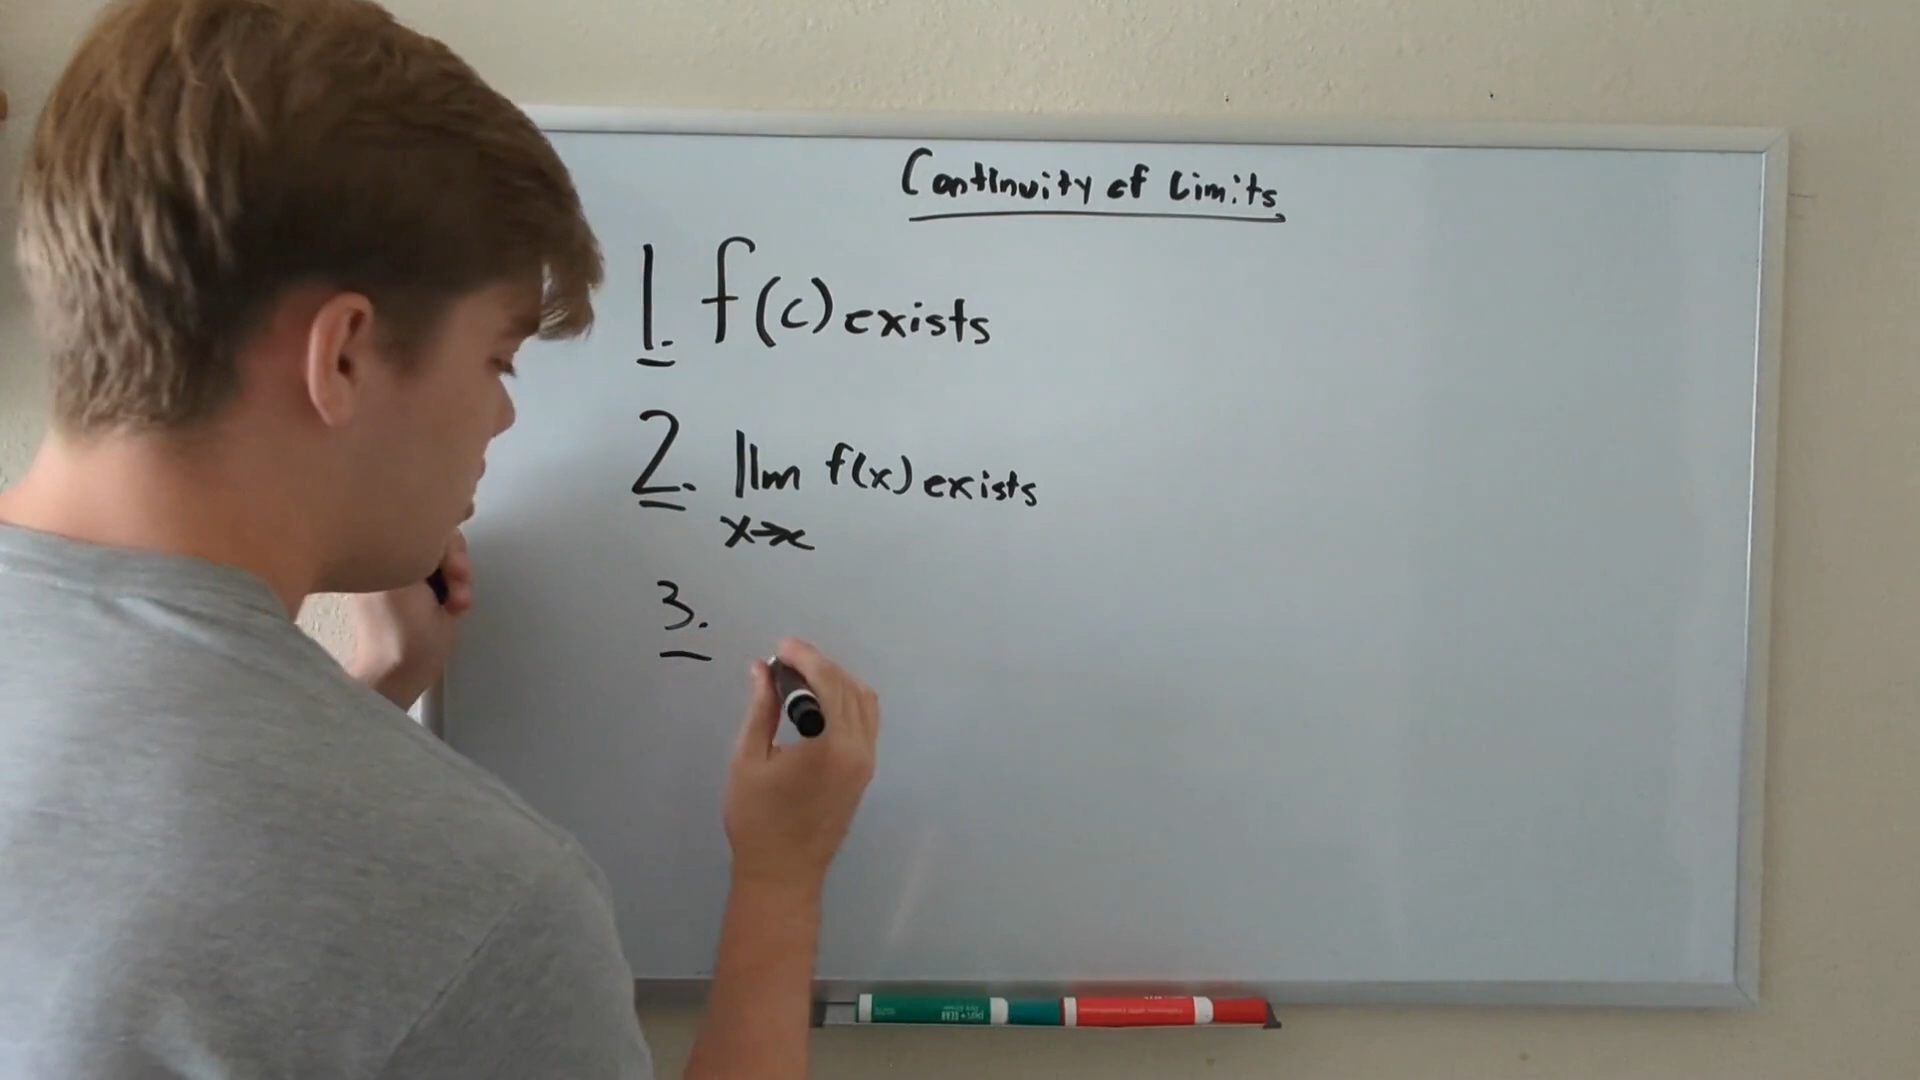 Continuity of Limits
1. f(c) exists
2. lim f(x) exists
x→c
3.